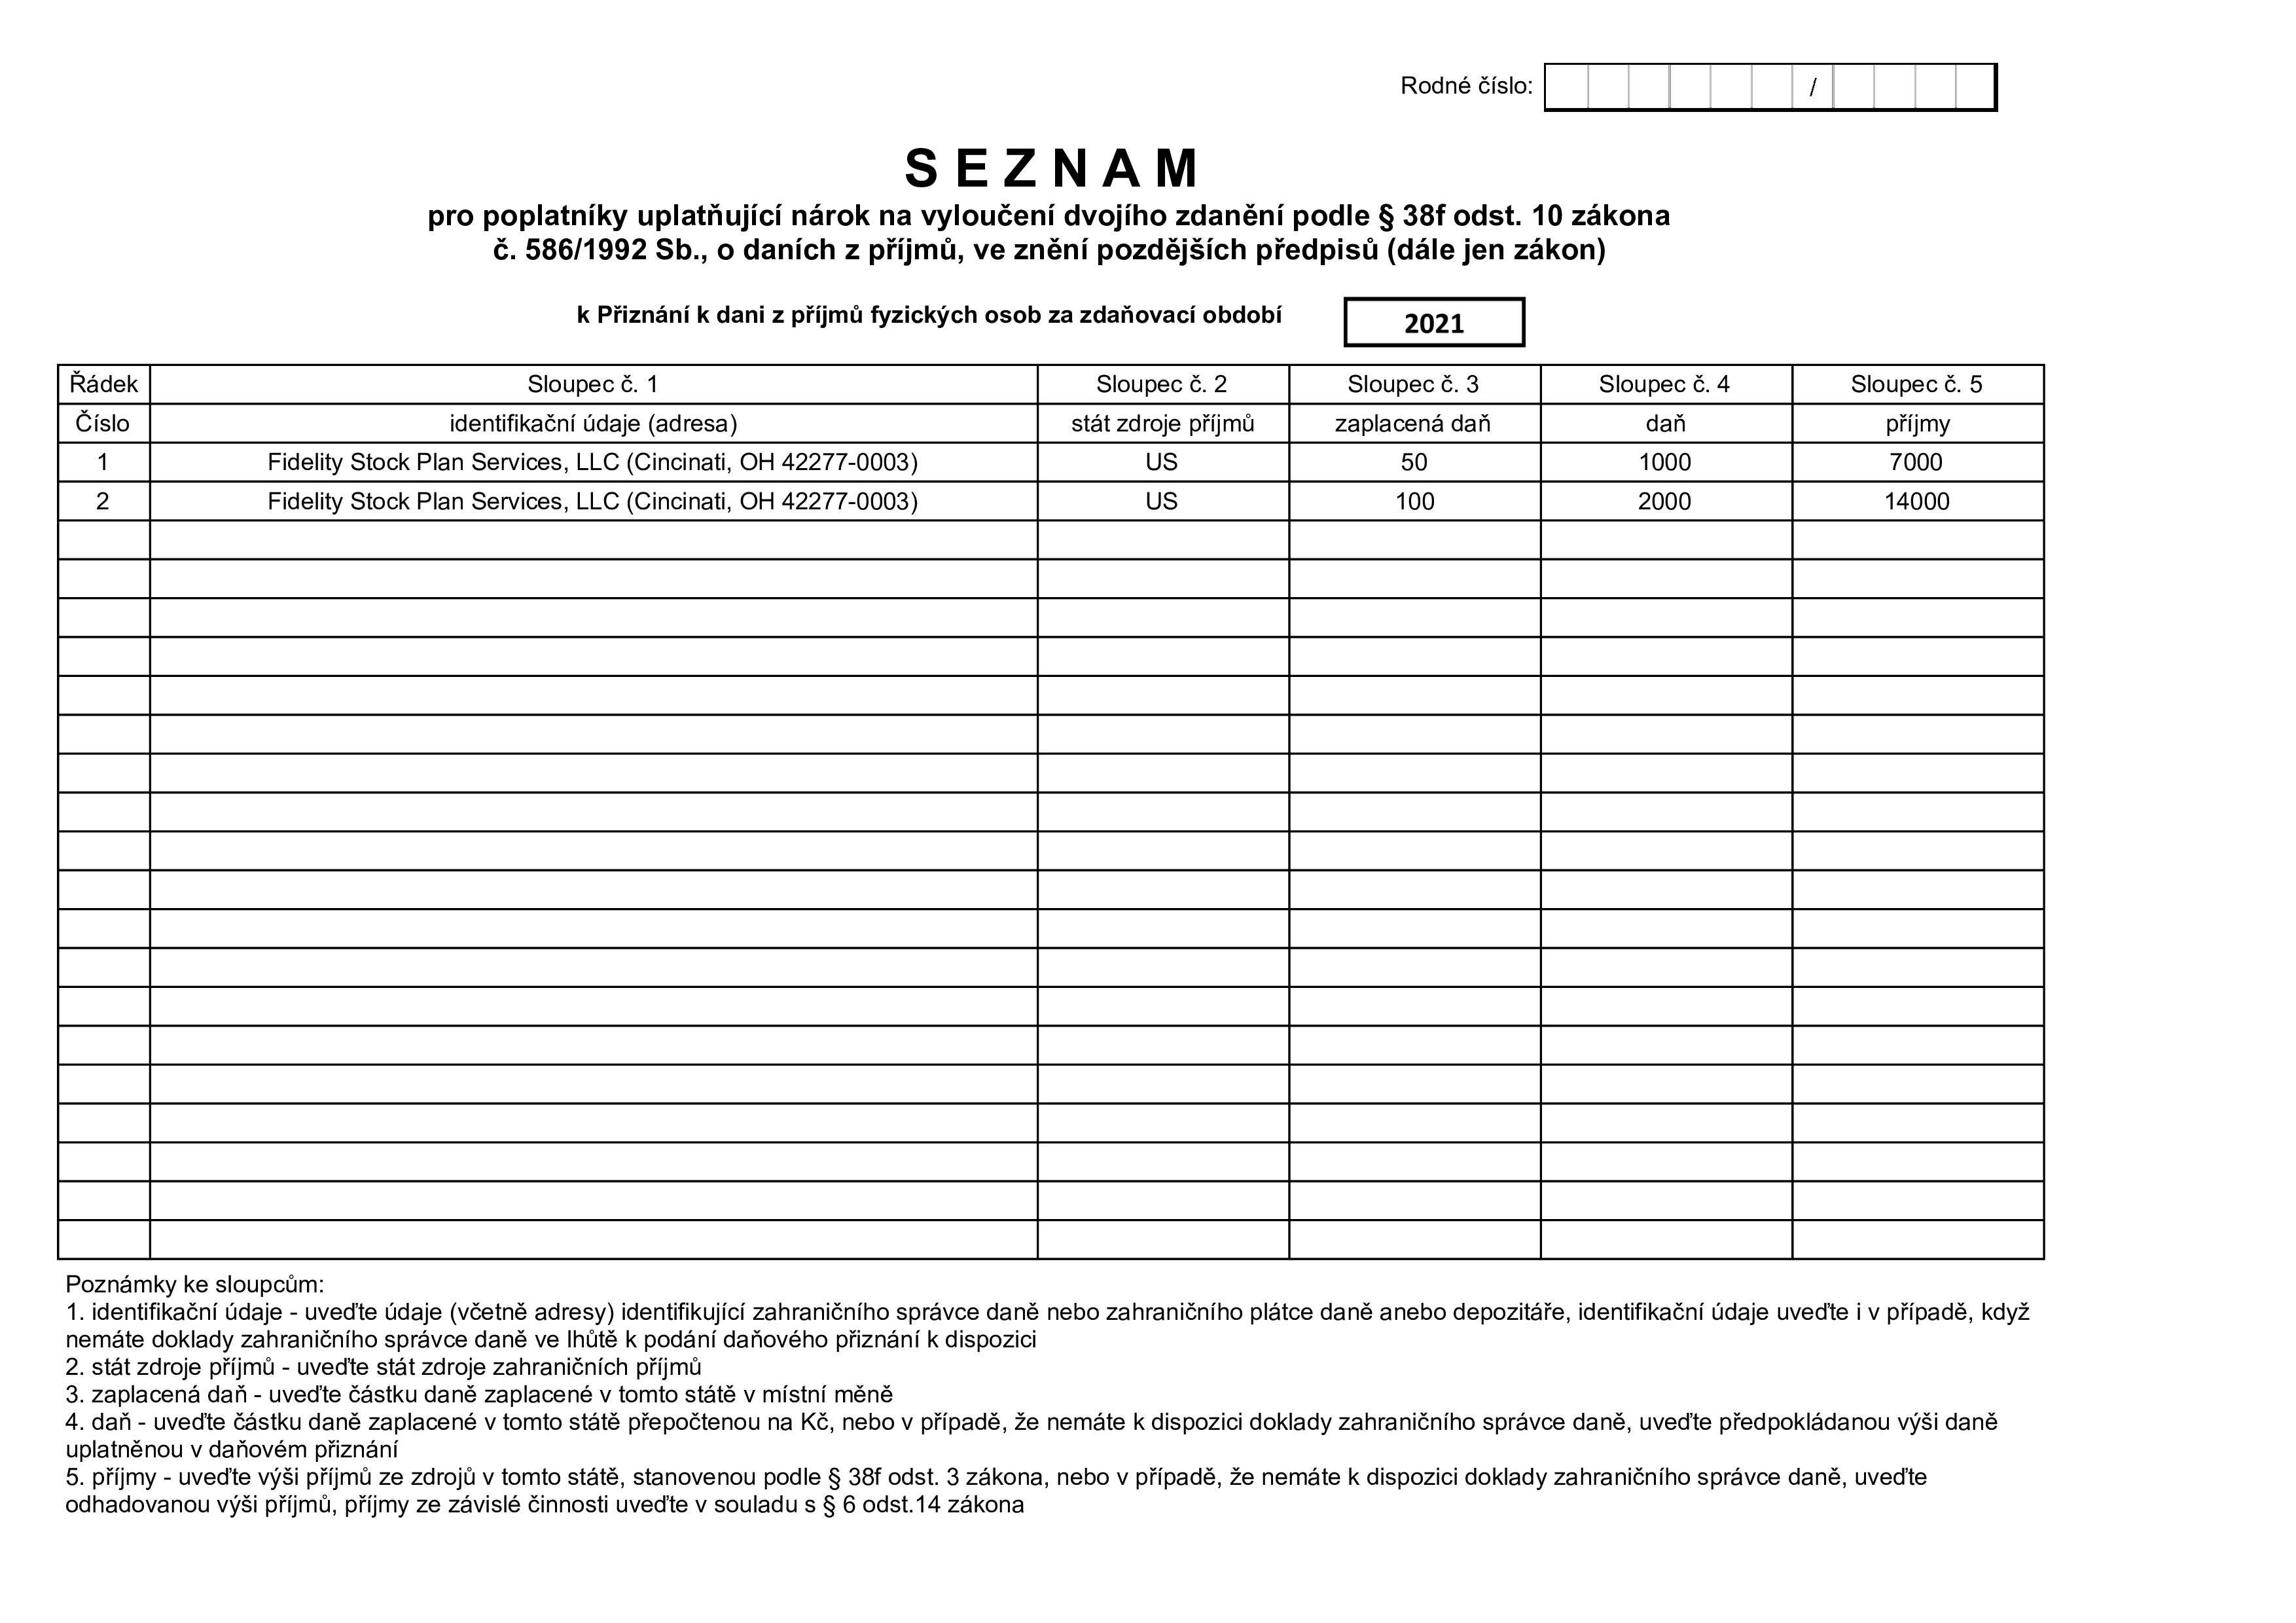 Rodné číslo: /
S E Z N A M
pro poplatníky uplatňující nárok na vyloučení dvojího zdanění podle § 38f odst. 10 zákona
č. 586/1992 Sb., o daních z příjmů, ve znění pozdějších předpisů (dále jen zákon)
k Přiznání k dani z příjmů fyzických osob za zdaňovací období 2021
Řádek Sloupec č. 1 Sloupec č. 2 Sloupec č. 3 Sloupec č. 4 Sloupec č. 5
Číslo identifikační údaje (adresa) stát zdroje příjmů zaplacená daň daň příjmy
1 Fidelity Stock Plan Services, LLC (Cincinati, OH 42277-0003) US 50 1000 7000
2 Fidelity Stock Plan Services, LLC (Cincinati, OH 42277-0003) US 100 2000 14000
Poznámky ke sloupcům:
1. identifikační údaje - uveďte údaje (včetně adresy) identifikující zahraničního správce daně nebo zahraničního plátce daně anebo depozitáře, identifikační údaje uveďte i v případě, když
nemáte doklady zahraničního správce daně ve lhůtě k podání daňového přiznání k dispozici
2. stát zdroje příjmů - uveďte stát zdroje zahraničních příjmů
3. zaplacená daň - uveďte částku daně zaplacené v tomto státě v místní měně
4. daň - uveďte částku daně zaplacené v tomto státě přepočtenou na Kč, nebo v případě, že nemáte k dispozici doklady zahraničního správce daně, uveďte předpokládanou výši daně
uplatněnou v daňovém přiznání
5. příjmy - uveďte výši příjmů ze zdrojů v tomto státě, stanovenou podle § 38f odst. 3 zákona, nebo v případě, že nemáte k dispozici doklady zahraničního správce daně, uveďte
odhadovanou výši příjmů, příjmy ze závislé činnosti uveďte v souladu s § 6 odst.14 zákona